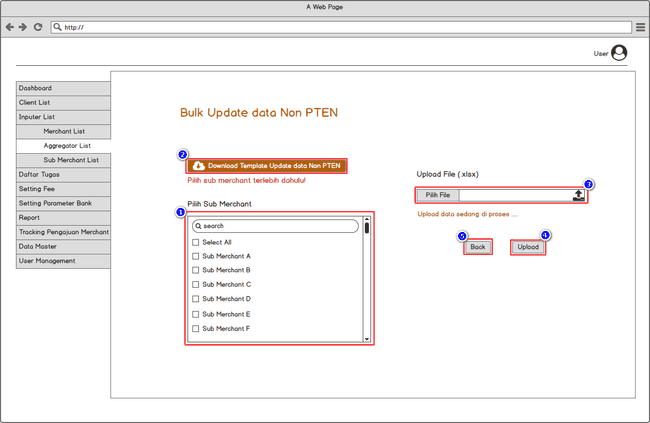 A Web Page
http://
User
Dashboard
Client List
Inputer List
Merchant List
Aggregator List
Sub Merchant List
Daftar Tugas
Setting Fee
Setting Parameter Bank
Report
Tracking Pengajuan Merchant
Data Master
User Management
Bulk Update data Non PTEN
2
Download Template Update data Non PTEN
Pilih sub merchant terlebih dahulu!
Pilih Sub Merchant
1
search
Select All
Sub Merchant A
Sub Merchant B
Sub Merchant C
Sub Merchant D
Sub Merchant E
Sub Merchant F
Upload File (.xlsx)
3
Pilih File
Upload data sedang di proses ...
5
Back
4
Upload